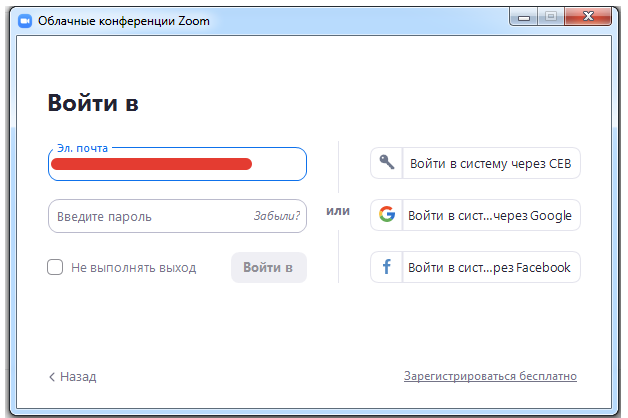 Облачные конференции Zoom
Войти в
Эл. почта
Введите пароль
Забыли?
Не выполнять выход
Войти в
или
Войти в систему через СЕВ
Войти в сист...через Google
Войти в сист...рез Facebook
Назад
Зарегистрироваться бесплатно